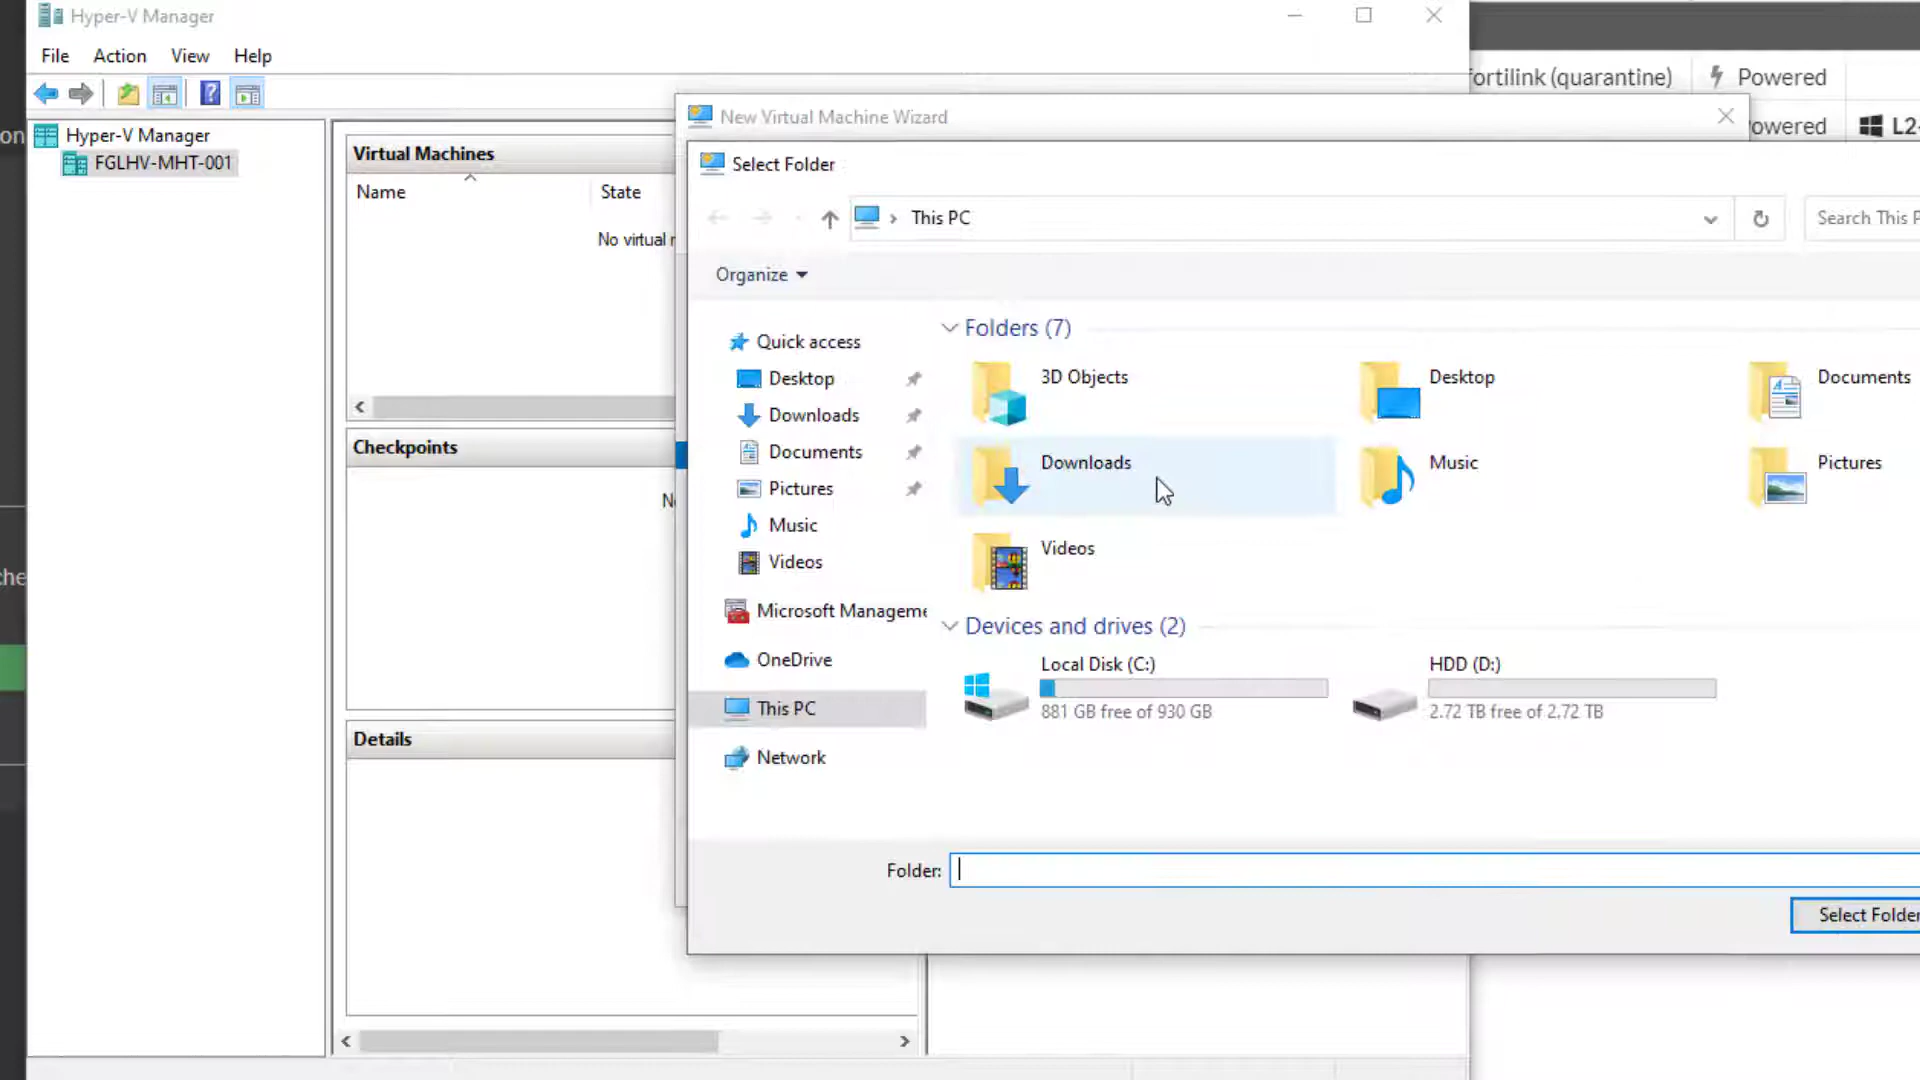 Hyper-V Manager
File Action View Help
Hyper-V Manager
FGLHV-MHT-001
Virtual Machines
Name State
No virtual
Checkpoints
Details
fortilink (quarantine) Powered
owered L2-
New Virtual Machine Wizard
Select Folder
This PC
Search This P
Organize
Quick access
Desktop
Downloads
Documents
Pictures
Music
Videos
Microsoft Manageme
OneDrive
This PC
Network
Folders (7)
3D Objects
Desktop
Documents
Downloads
Music
Pictures
Videos
Devices and drives (2)
Local Disk (C:)
881 GB free of 930 GB
HDD (D:)
2.72 TB free of 2.72 TB
Folder:
Select Folder